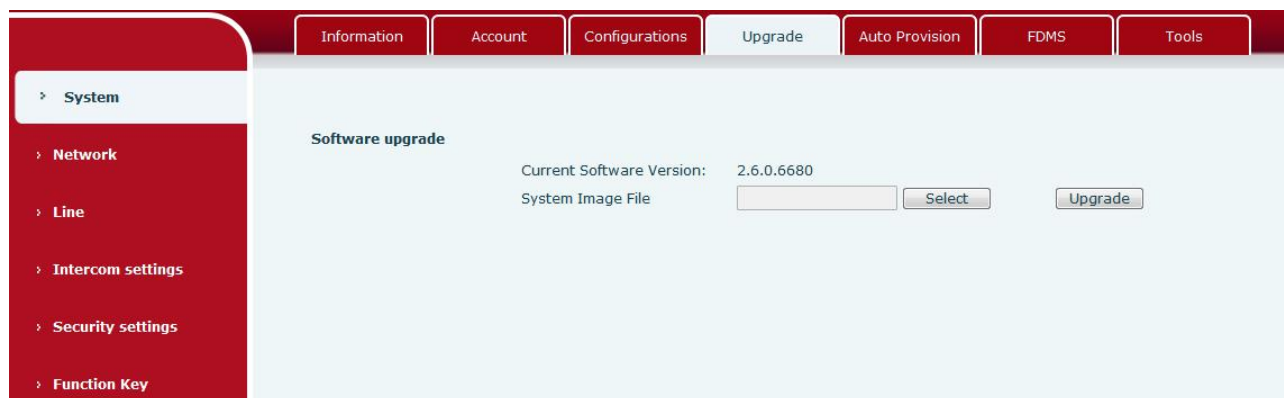 Information Account Configurations Upgrade Auto Provision FDMS Tools
System
Network
Line
Intercom settings
Security settings
Function Key
Software upgrade
Current Software Version: 2.6.0.6680
System Image File Select Upgrade